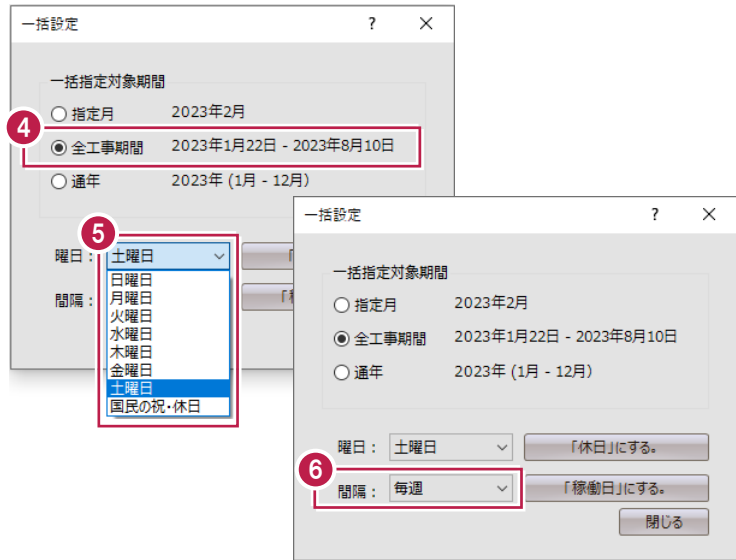 一括設定 ?
一括指定対象期間
指定月 2023年2月
4
全工事期間 2023年1月22日 - 2023年8月10日
通年 2023年 (1月 - 12月)
5
曜日: 土曜日
日曜日
月曜日
火曜日
水曜日
木曜日
金曜日
土曜日
国民の祝・休日
間隔:
一括設定 ?
一括指定対象期間
指定月 2023年2月
全工事期間 2023年1月22日 - 2023年8月10日
通年 2023年 (1月 - 12月)
曜日: 土曜日 「休日」にする。
6
間隔: 毎週 「稼働日」にする。
閉じる